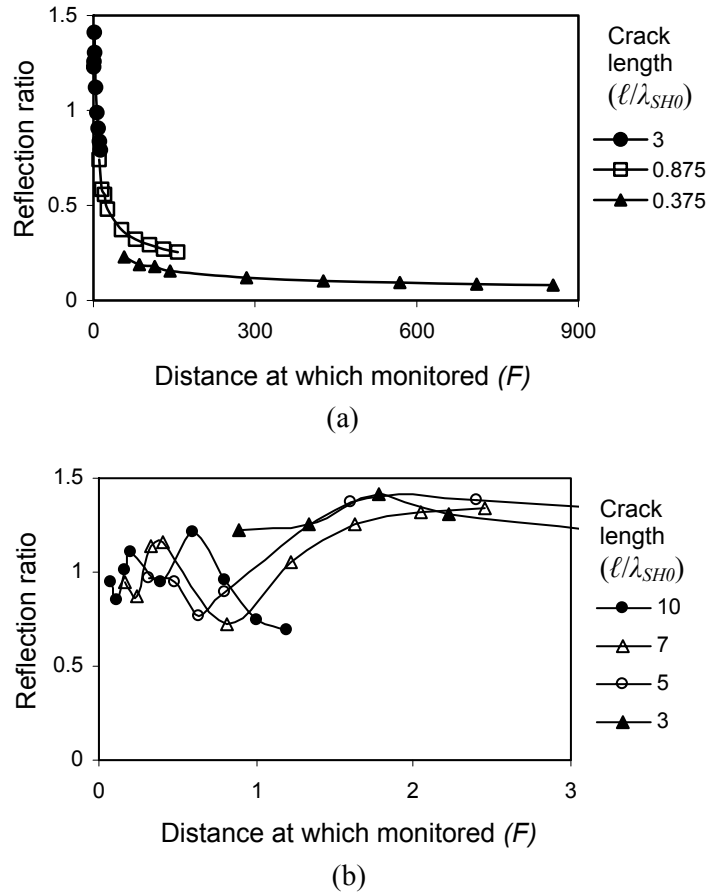 1.5
1
0.5
0
Reflection ratio
0
300
600
900
Distance at which monitored (F)
Crack
length
(ℓ/λSH0)
3
0.875
0.375
(a)
1.5
1
0.5
0
Reflection ratio
0
1
2
3
Distance at which monitored (F)
Crack
length
(ℓ/λSH0)
10
7
5
3
(b)